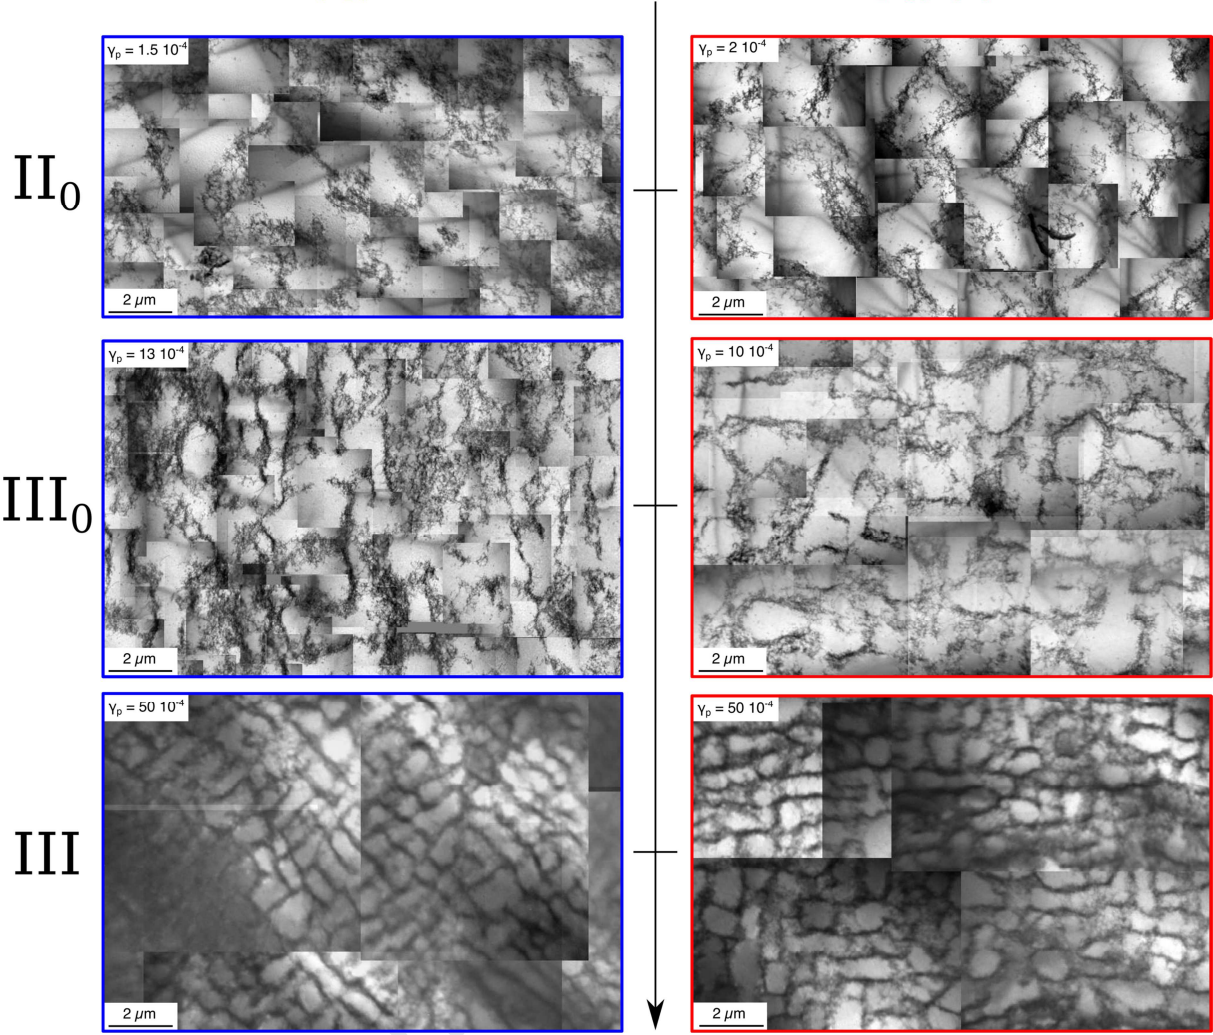 γp = 1.5 10⁻⁴
γp = 2 10⁻⁴
II₀
2 µm
2 µm
γp = 13 10⁻⁴
γp = 10 10⁻⁴
III₀
2 µm
2 µm
γp = 50 10⁻⁴
γp = 50 10⁻⁴
III
2 µm
2 µm